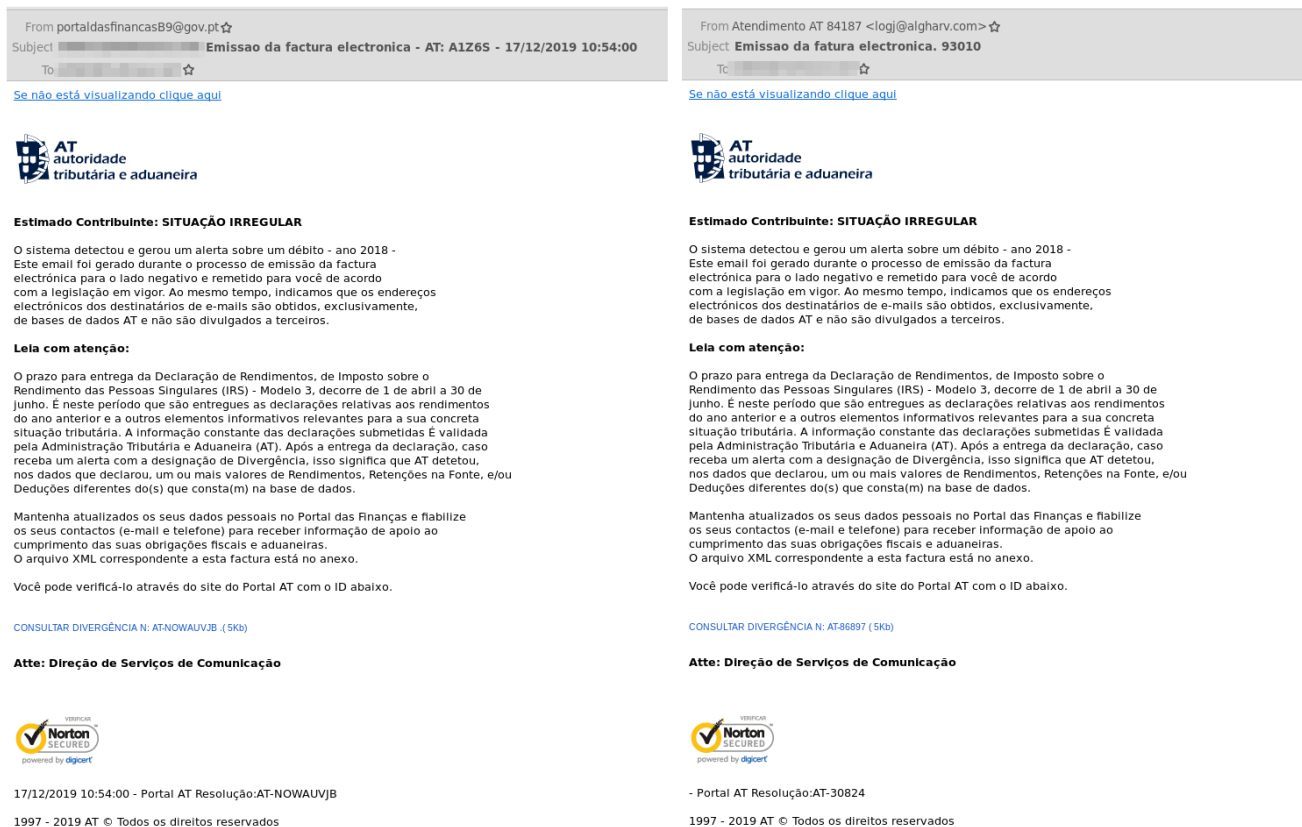 From portaldasfinancasB9@gov.pt
Subject Emissao da factura electronica - AT: A1Z6S - 17/12/2019 10:54:00
To
Se não está visualizando clique aqui
AT
autoridade
tributária e aduaneira
Estimado Contribuinte: SITUAÇÃO IRREGULAR
O sistema detectou e gerou um alerta sobre um débito - ano 2018 -
Este email foi gerado durante o processo de emissão da factura
electrónica para o lado negativo e remetido para você de acordo
com a legislação em vigor. Ao mesmo tempo, indicamos que os endereços
electrónicos dos destinatários de e-mails são obtidos, exclusivamente,
de bases de dados AT e não são divulgados a terceiros.
Leia com atenção:
O prazo para entrega da Declaração de Rendimentos, de Imposto sobre o
Rendimento das Pessoas Singulares (IRS) - Modelo 3, decorre de 1 de abril a 30 de
junho. É neste período que são entregues as declarações relativas aos rendimentos
do ano anterior e a outros elementos informativos relevantes para a sua concreta
situação tributária. A informação constante das declarações submetidas É validada
pela Administração Tributária e Aduaneira (AT). Após a entrega da declaração, caso
receba um alerta com a designação de Divergência, isso significa que AT detetou,
nos dados que declarou, um ou mais valores de Rendimentos, Retenções na Fonte, e/ou
Deduções diferentes do(s) que consta(m) na base de dados.
Mantenha atualizados os seus dados pessoais no Portal das Finanças e fiabilize
os seus contactos (e-mail e telefone) para receber informação de apoio ao
cumprimento das suas obrigações fiscais e aduaneiras.
O arquivo XML correspondente a esta factura está no anexo.
Você pode verificá-lo através do site do Portal AT com o ID abaixo.
CONSULTAR DIVERGÊNCIA N: AT-NOWAUVJB .( 5Kb)
Atte: Direção de Serviços de Comunicação
VERIFICAR
Norton
SECURED
powered by digicert
17/12/2019 10:54:00 - Portal AT Resolução:AT-NOWAUVJB
1997 - 2019 AT © Todos os direitos reservados
From Atendimento AT 84187 <logj@algharv.com>
Subject Emissao da fatura electronica. 93010
To
Se não está visualizando clique aqui
AT
autoridade
tributária e aduaneira
Estimado Contribuinte: SITUAÇÃO IRREGULAR
O sistema detectou e gerou um alerta sobre um débito - ano 2018 -
Este email foi gerado durante o processo de emissão da factura
electrónica para o lado negativo e remetido para você de acordo
com a legislação em vigor. Ao mesmo tempo, indicamos que os endereços
electrónicos dos destinatários de e-mails são obtidos, exclusivamente,
de bases de dados AT e não são divulgados a terceiros.
Leia com atenção:
O prazo para entrega da Declaração de Rendimentos, de Imposto sobre o
Rendimento das Pessoas Singulares (IRS) - Modelo 3, decorre de 1 de abril a 30 de
junho. É neste período que são entregues as declarações relativas aos rendimentos
do ano anterior e a outros elementos informativos relevantes para a sua concreta
situação tributária. A informação constante das declarações submetidas É validada
pela Administração Tributária e Aduaneira (AT). Após a entrega da declaração, caso
receba um alerta com a designação de Divergência, isso significa que AT detetou,
nos dados que declarou, um ou mais valores de Rendimentos, Retenções na Fonte, e/ou
Deduções diferentes do(s) que consta(m) na base de dados.
Mantenha atualizados os seus dados pessoais no Portal das Finanças e fiabilize
os seus contactos (e-mail e telefone) para receber informação de apoio ao
cumprimento das suas obrigações fiscais e aduaneiras.
O arquivo XML correspondente a esta factura está no anexo.
Você pode verificá-lo através do site do Portal AT com o ID abaixo.
CONSULTAR DIVERGÊNCIA N: AT-86897 ( 5Kb)
Atte: Direção de Serviços de Comunicação
VERIFICAR
Norton
SECURED
powered by digicert
- Portal AT Resolução:AT-30824
1997 - 2019 AT © Todos os direitos reservados